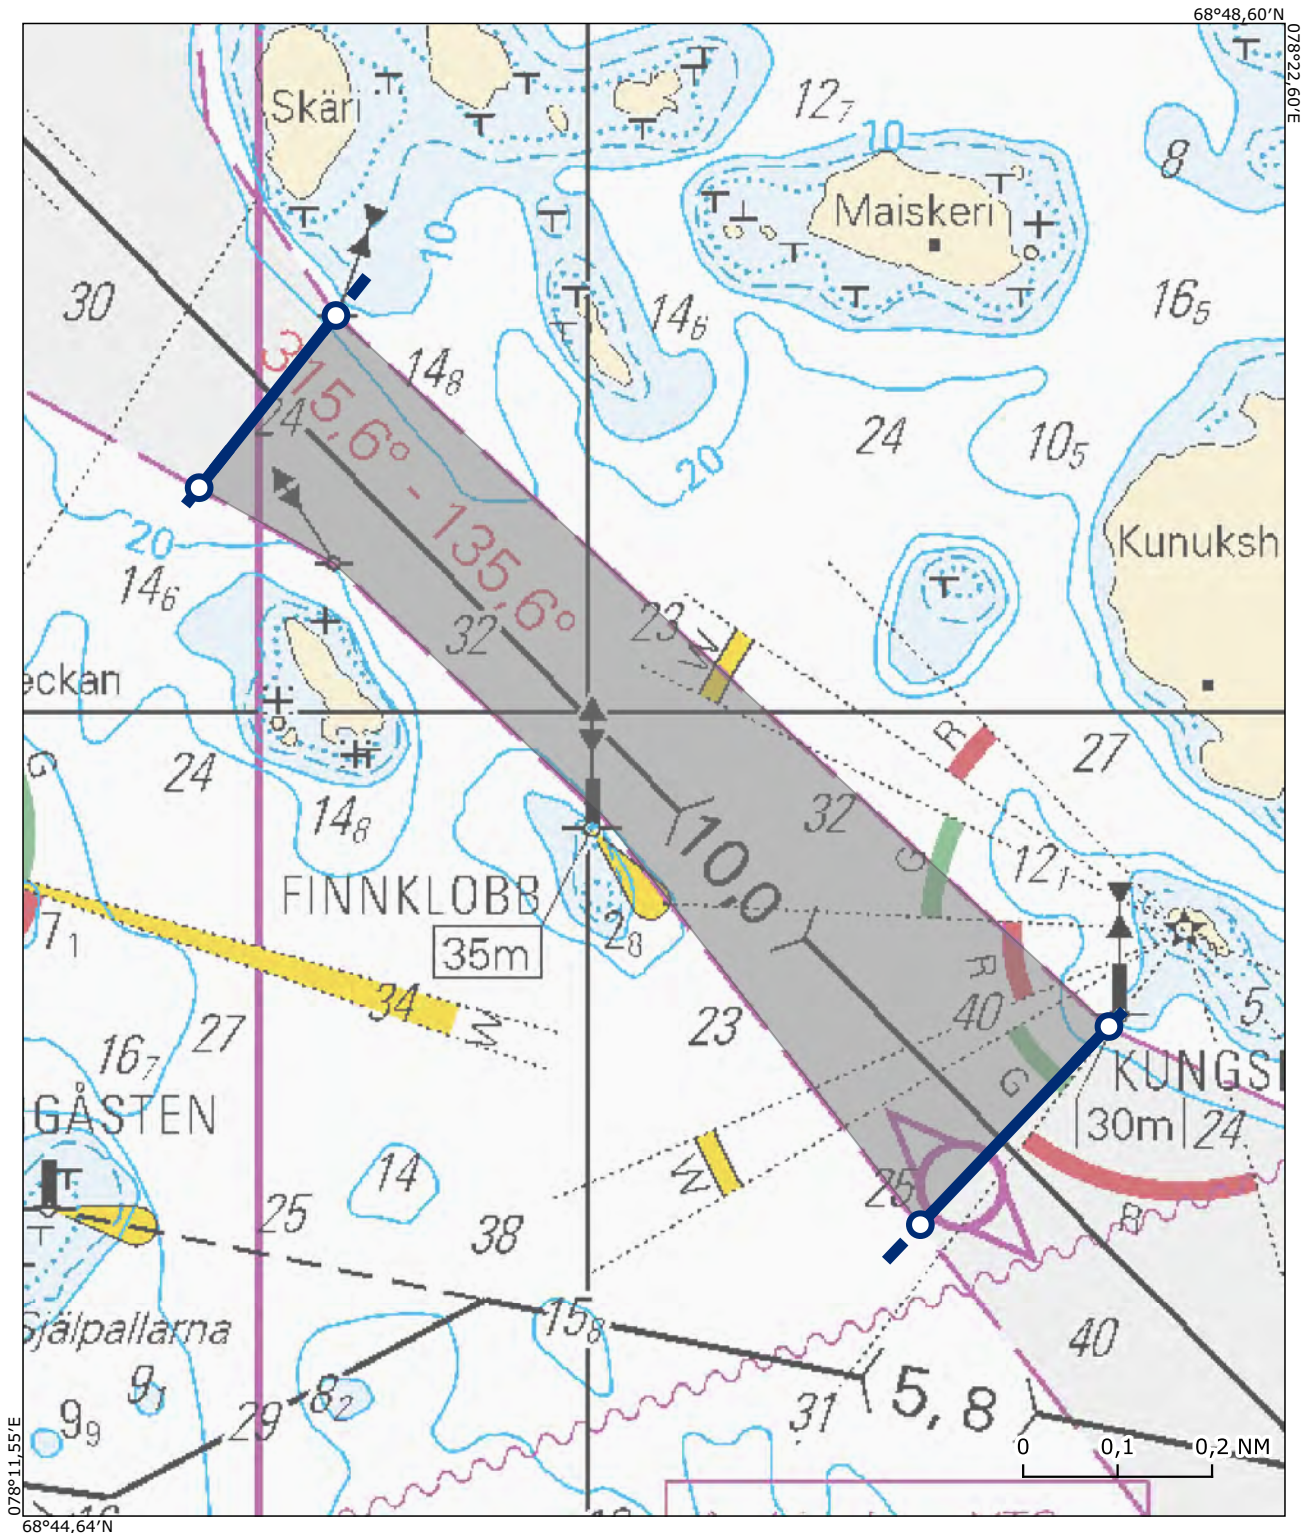 68°48,60'N
078°22,60'E
Skäri
12₇
10
8
Maiskeri
10
30
14₈
14₆
16₅
315,6° - 135,6°
24
24
10₅
20
20
Kunuksh
14₆
32
23
W
eckan
R
27
G
24
14₈
32
10,0
G
12₁
FINNKLOBB
35m
2₈
7₁
34
W
R
40
5
27
23
16₇
G
KUNGS
30m
24
GÅSTEN
14
W
25
25
38
R
Själpallarna
15₈
40
9₁
8₂
5,8
31
9₉
29
0 0,1 0,2 NM
078°11,55'E
68°44,64'N